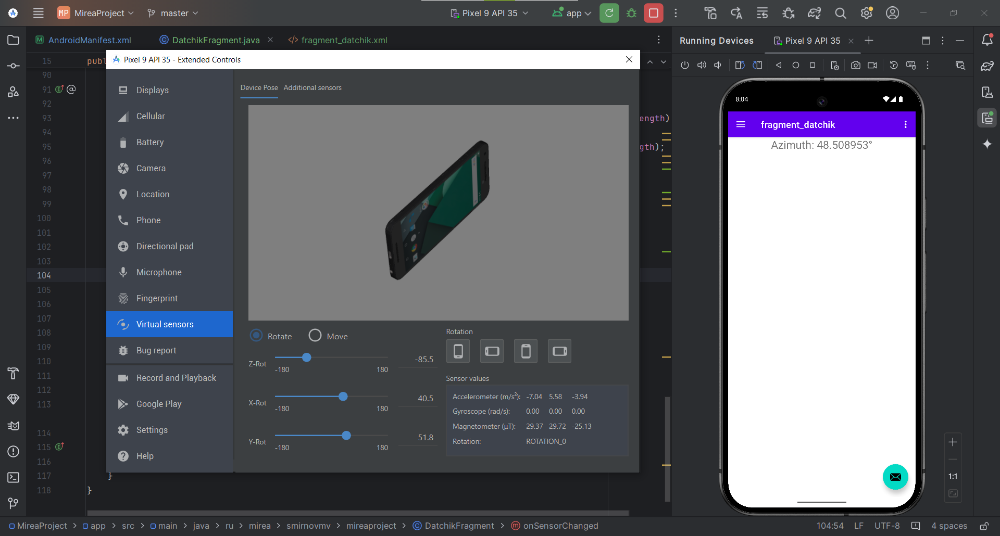 MP MireaProject master Pixel 9 API 35 app
AndroidManifest.xml DatchikFragment.java fragment_datchik.xml Running Devices Pixel 9 API 35
15 publ
Pixel 9 API 35 - Extended Controls
90
91
92
93
94
95
96
97
98
99
100
101
102
103
104
105
106
107
108
109
110
111
112
113
114
115
116
117 }
118 }
ength)
gth);
Displays
Cellular
Battery
Camera
Location
Phone
Directional pad
Microphone
Fingerprint
Virtual sensors
Bug report
Record and Playback
Google Play
Settings
Help
Device Pose Additional sensors
Rotate Move
Z-Rot -85.5
-180 180
X-Rot 40.5
-180 180
Y-Rot 51.8
-180 180
Rotation
Sensor values
Accelerometer (m/s²): -7.04 5.58 -3.94
Gyroscope (rad/s): 0.00 0.00 0.00
Magnetometer (μT): 29.37 29.72 -25.13
Rotation: ROTATION_0
8:04
fragment_datchik
Azimuth: 48.508953°
1:1
MireaProject > app > src > main > java > ru > mirea > smirnovmv > mireaproject > DatchikFragment > onSensorChanged 104:54 LF UTF-8 4 spaces